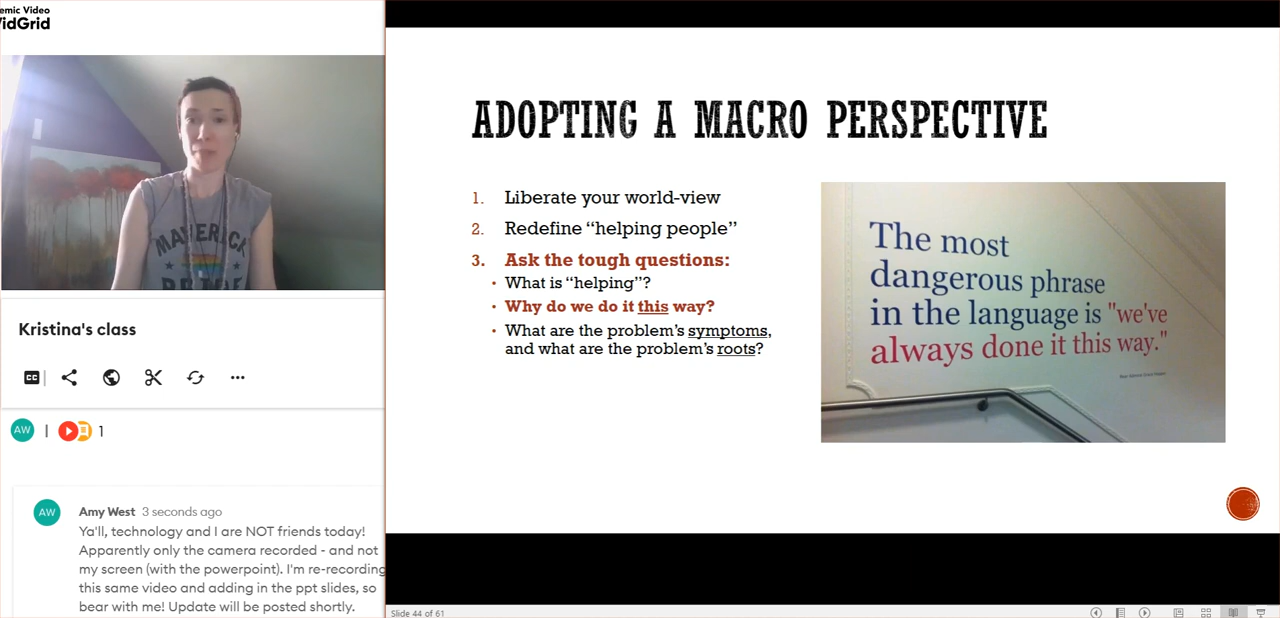 emic Video
VidGrid
MAVERICK
PRIDE
Kristina's class
CC
AW
1
AW
Amy West 3 seconds ago
Ya'll, technology and I are NOT friends today!
Apparently only the camera recorded - and not
my screen (with the powerpoint). I'm re-recording
this same video and adding in the ppt slides, so
bear with me! Update will be posted shortly.
ADOPTING A MACRO PERSPECTIVE
1. Liberate your world-view
2. Redefine “helping people”
3. Ask the tough questions:
• What is “helping”?
• Why do we do it this way?
• What are the problem’s symptoms,
and what are the problem’s roots?
The most
dangerous phrase
in the language is "we've
always done it this way."
Slide 44 of 61